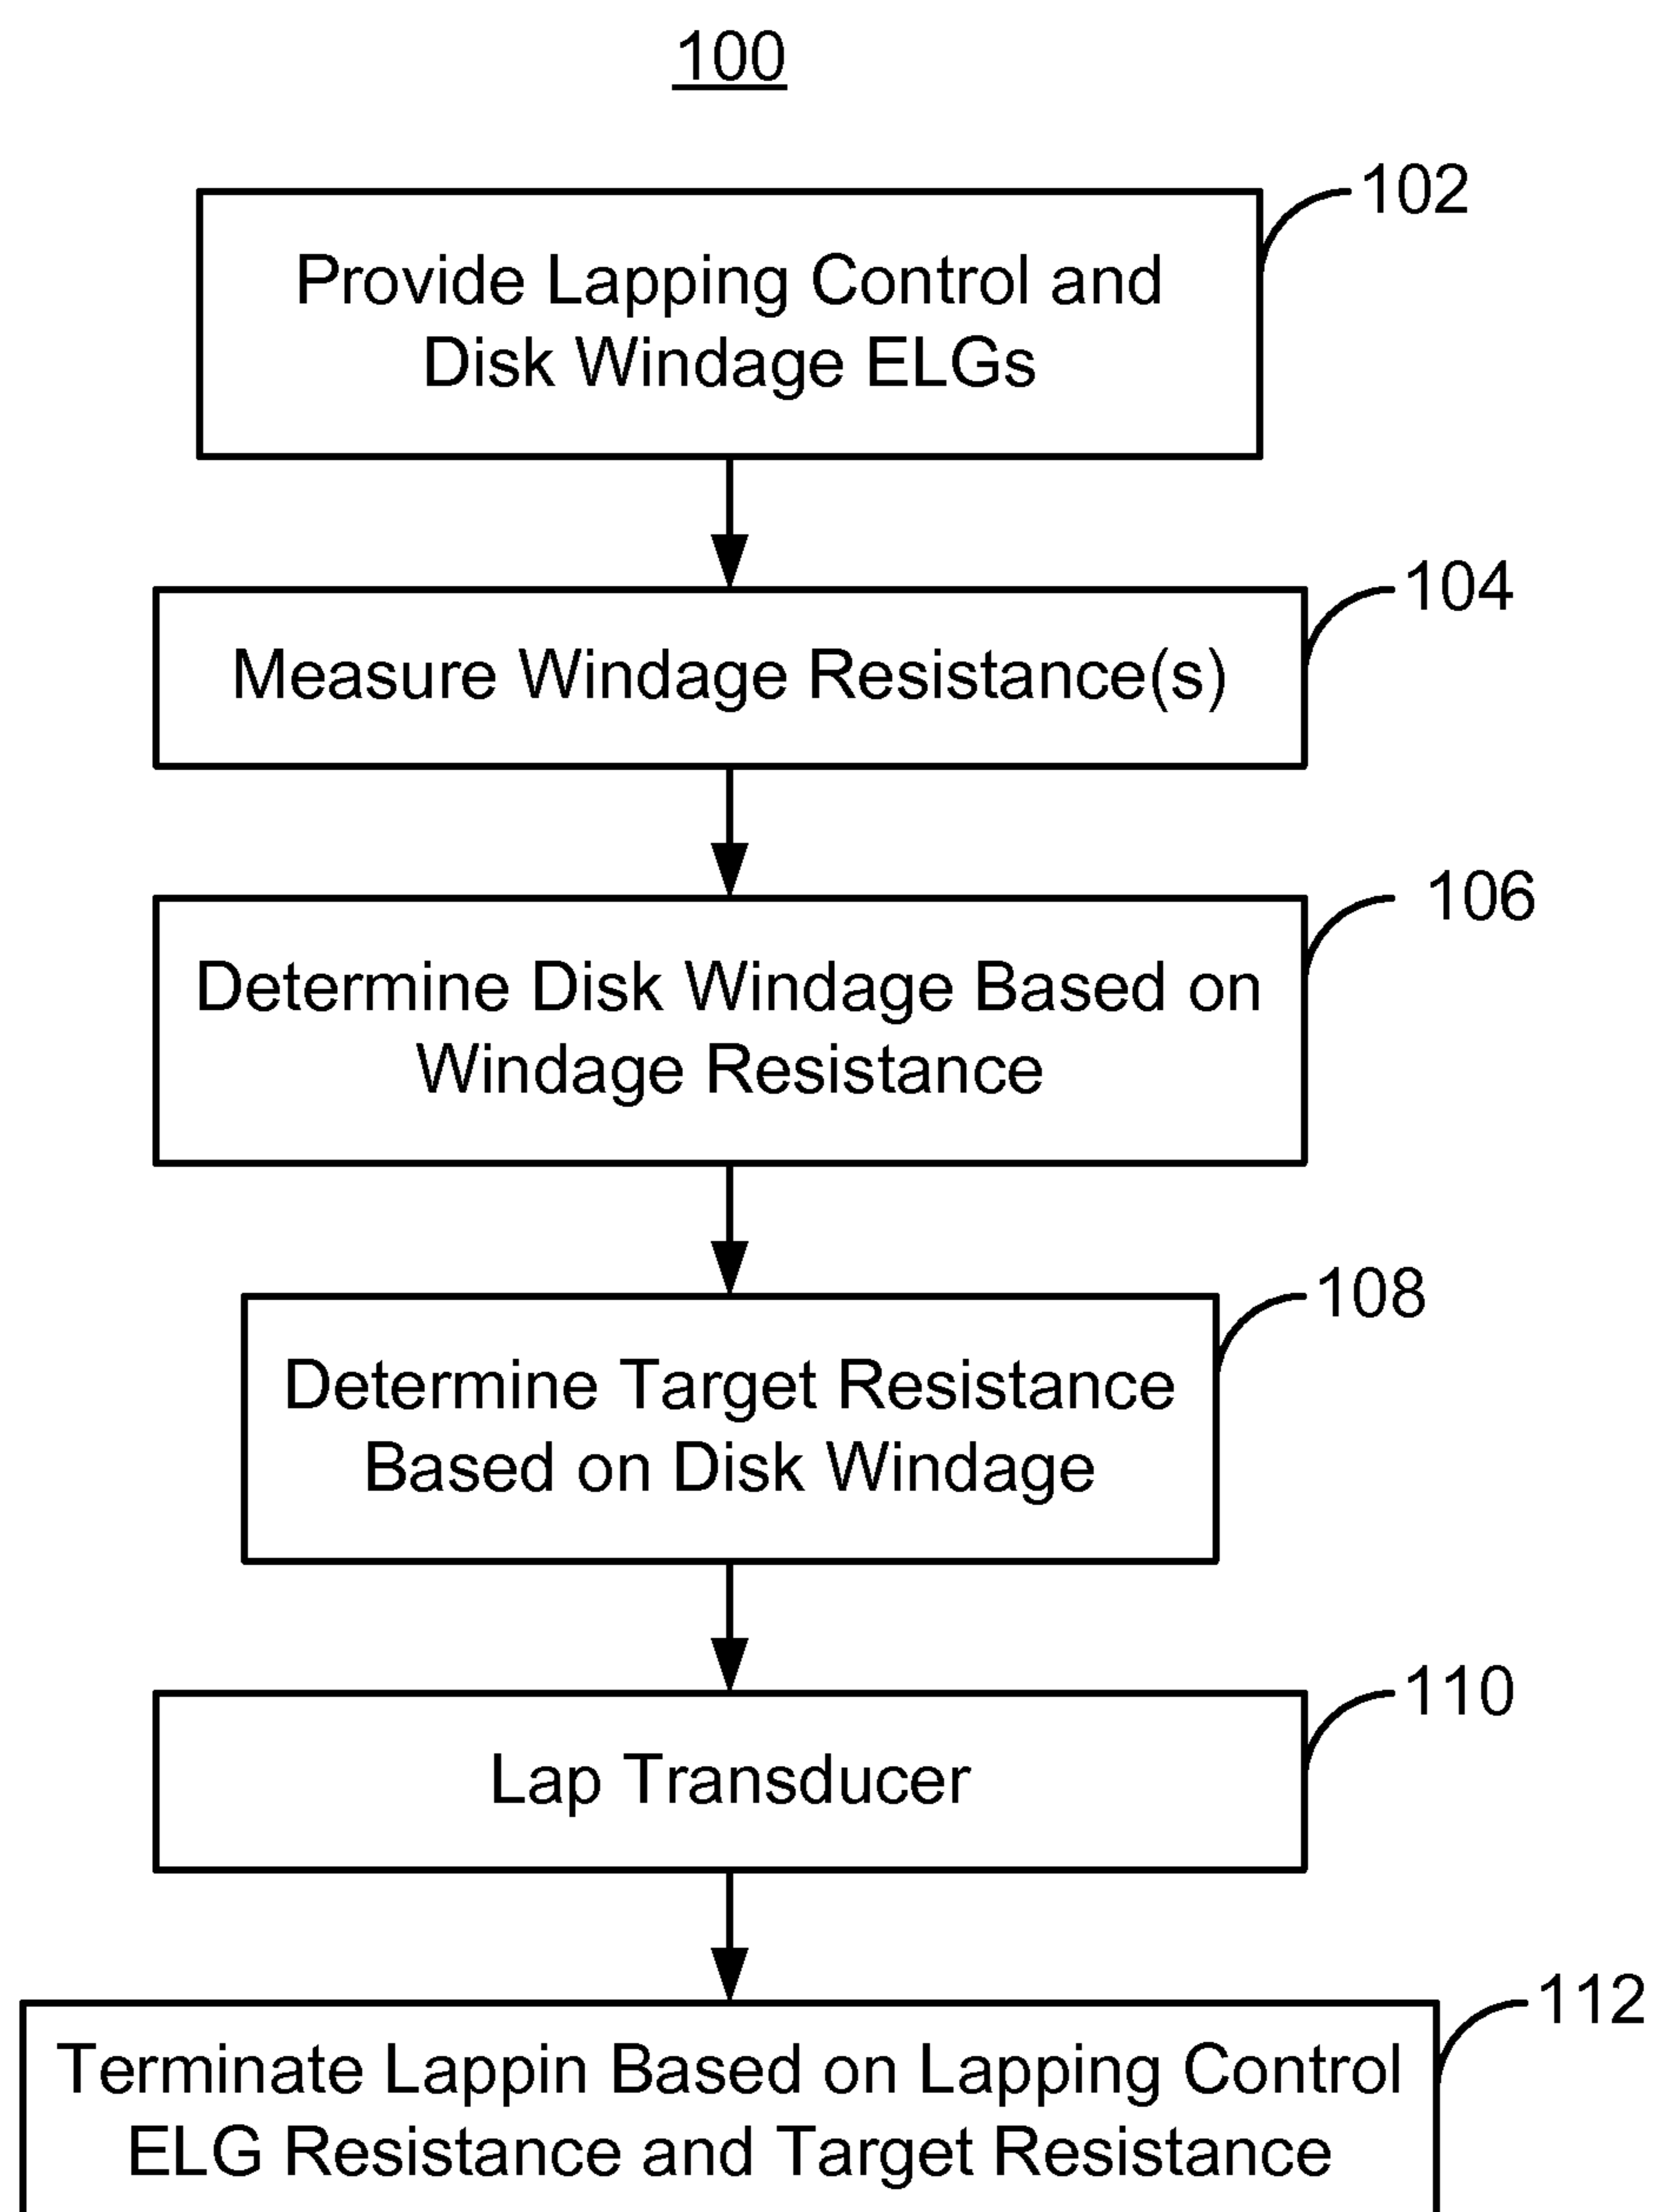 100
102
Provide Lapping Control and
Disk Windage ELGs
104
Measure Windage Resistance(s)
106
Determine Disk Windage Based on
Windage Resistance
108
Determine Target Resistance
Based on Disk Windage
110
Lap Transducer
112
Terminate Lappin Based on Lapping Control
ELG Resistance and Target Resistance